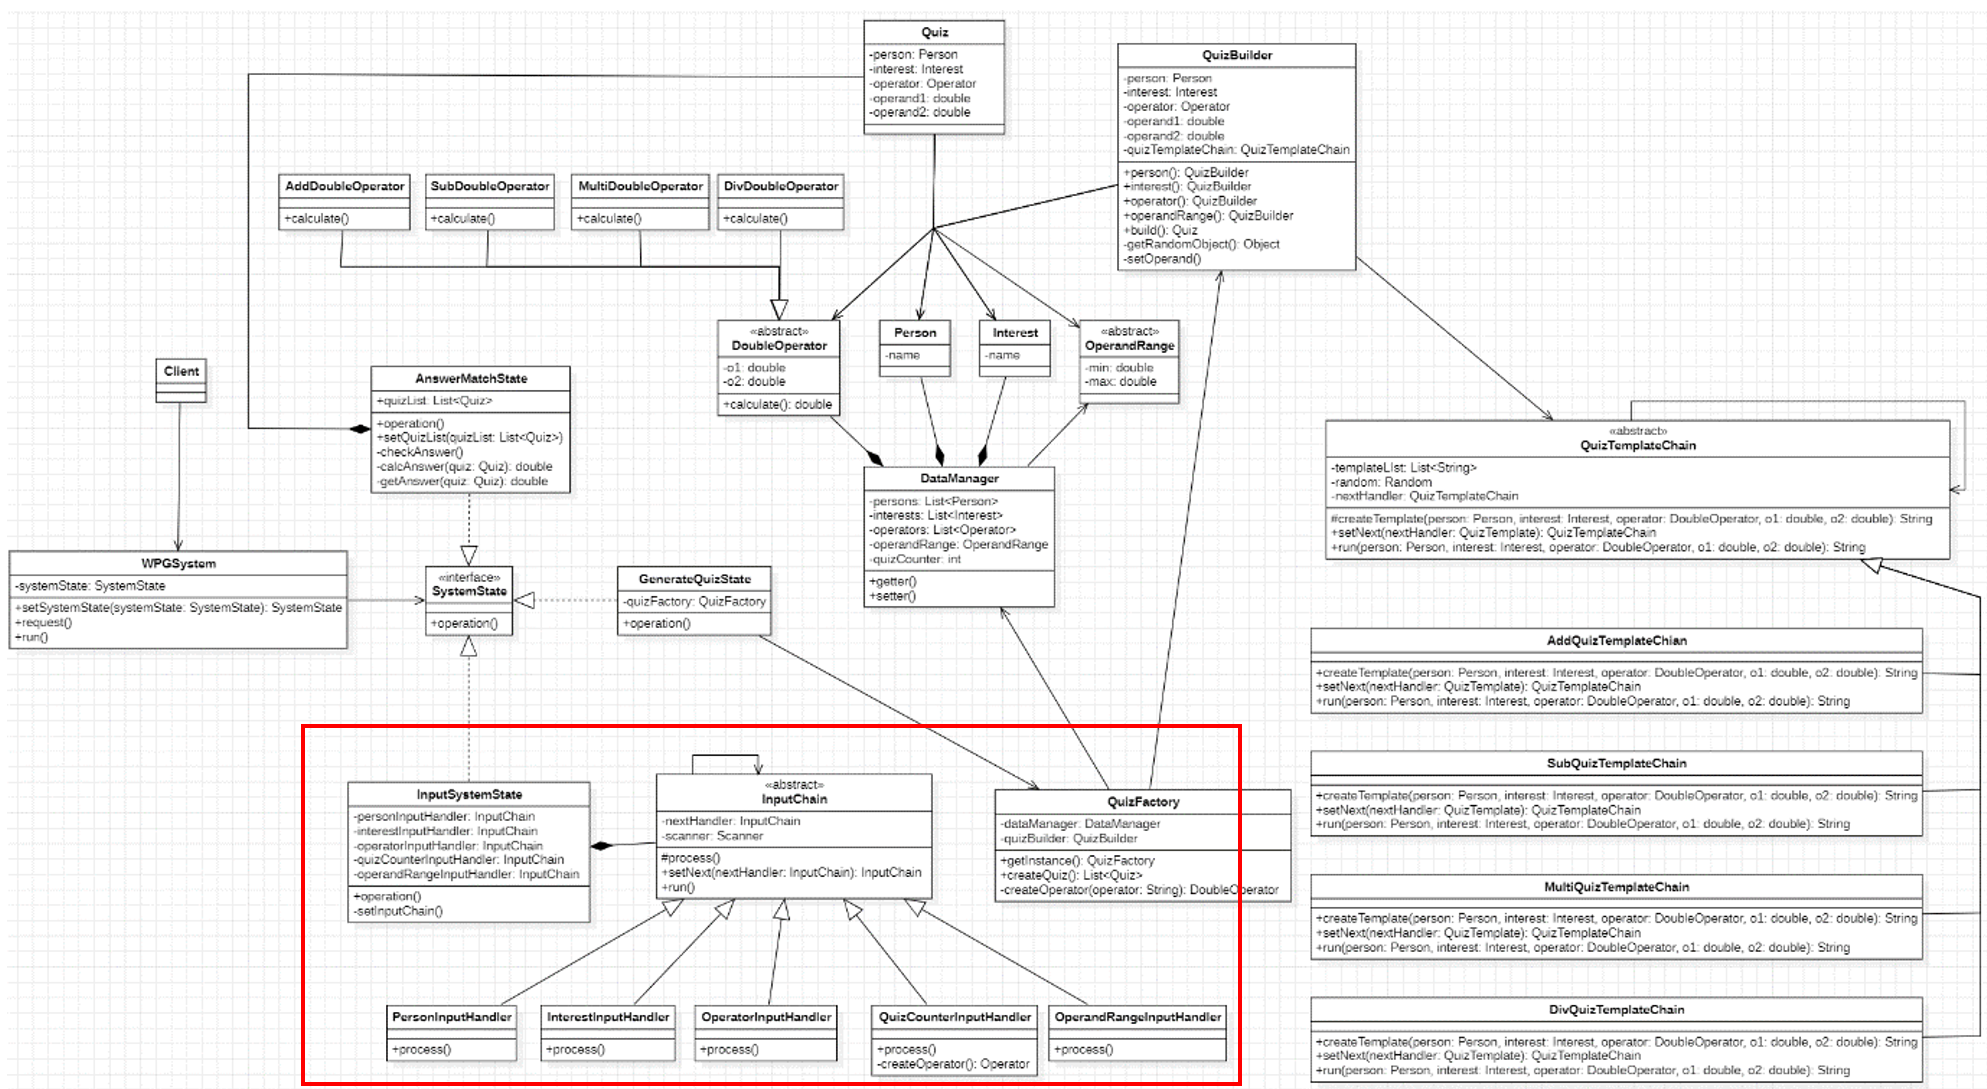 Quiz
-person: Person
-interest: Interest
-operator: Operator
-operand1: double
-operand2: double
QuizBuilder
-person: Person
-interest: Interest
-operator: Operator
-operand1: double
-operand2: double
-quizTemplateChain: QuizTemplateChain
+person(): QuizBuilder
+interest(): QuizBuilder
+operator(): QuizBuilder
+operandRange(): QuizBuilder
+build(): Quiz
-getRandomObject(): Object
-setOperand()
AddDoubleOperator
+calculate()
SubDoubleOperator
+calculate()
MultiDoubleOperator
+calculate()
DivDoubleOperator
+calculate()
«abstract»
DoubleOperator
-o1: double
-o2: double
+calculate(): double
Person
-name
Interest
-name
«abstract»
OperandRange
-min: double
-max: double
Client
AnswerMatchState
+quizList: List<Quiz>
+operation()
+setQuizList(quizList: List<Quiz>)
-checkAnswer()
-calcAnswer(quiz: Quiz): double
-getAnswer(quiz: Quiz): double
DataManager
-persons: List<Person>
-interests: List<Interest>
-operators: List<Operator>
-operandRange: OperandRange
-quizCounter: int
+getter()
+setter()
«abstract»
QuizTemplateChain
-templateList: List<String>
-random: Random
-nextHandler: QuizTemplateChain
#createTemplate(person: Person, interest: Interest, operator: DoubleOperator, o1: double, o2: double): String
+setNext(nextHandler: QuizTemplate): QuizTemplateChain
+run(person: Person, interest: Interest, operator: DoubleOperator, o1: double, o2: double): String
WPGSystem
-systemState: SystemState
+setSystemState(systemState: SystemState): SystemState
+request()
+run()
«interface»
SystemState
+operation()
GenerateQuizState
-quizFactory: QuizFactory
+operation()
AddQuizTemplateChian
+createTemplate(person: Person, interest: Interest, operator: DoubleOperator, o1: double, o2: double): String
+setNext(nextHandler: QuizTemplate): QuizTemplateChain
+run(person: Person, interest: Interest, operator: DoubleOperator, o1: double, o2: double): String
SubQuizTemplateChain
+createTemplate(person: Person, interest: Interest, operator: DoubleOperator, o1: double, o2: double): String
+setNext(nextHandler: QuizTemplate): QuizTemplateChain
+run(person: Person, interest: Interest, operator: DoubleOperator, o1: double, o2: double): String
MultiQuizTemplateChain
+createTemplate(person: Person, interest: Interest, operator: DoubleOperator, o1: double, o2: double): String
+setNext(nextHandler: QuizTemplate): QuizTemplateChain
+run(person: Person, interest: Interest, operator: DoubleOperator, o1: double, o2: double): String
DivQuizTemplateChain
+createTemplate(person: Person, interest: Interest, operator: DoubleOperator, o1: double, o2: double): String
+setNext(nextHandler: QuizTemplate): QuizTemplateChain
+run(person: Person, interest: Interest, operator: DoubleOperator, o1: double, o2: double): String
InputSystemState
-personInputHandler: InputChain
-interestInputHandler: InputChain
-operatorInputHandler: InputChain
-quizCounterInputHandler: InputChain
-operandRangeInputHandler: InputChain
+operation()
-setInputChain()
«abstract»
InputChain
-nextHandler: InputChain
-scanner: Scanner
#process()
+setNext(nextHandler: InputChain): InputChain
+run()
QuizFactory
-dataManager: DataManager
-quizBuilder: QuizBuilder
+getInstance(): QuizFactory
+createQuiz(): List<Quiz>
-createOperator(operator: String): DoubleOperator
PersonInputHandler
+process()
InterestInputHandler
+process()
OperatorInputHandler
+process()
QuizCounterInputHandler
+process()
-createOperator(): Operator
OperandRangeInputHandler
+process()